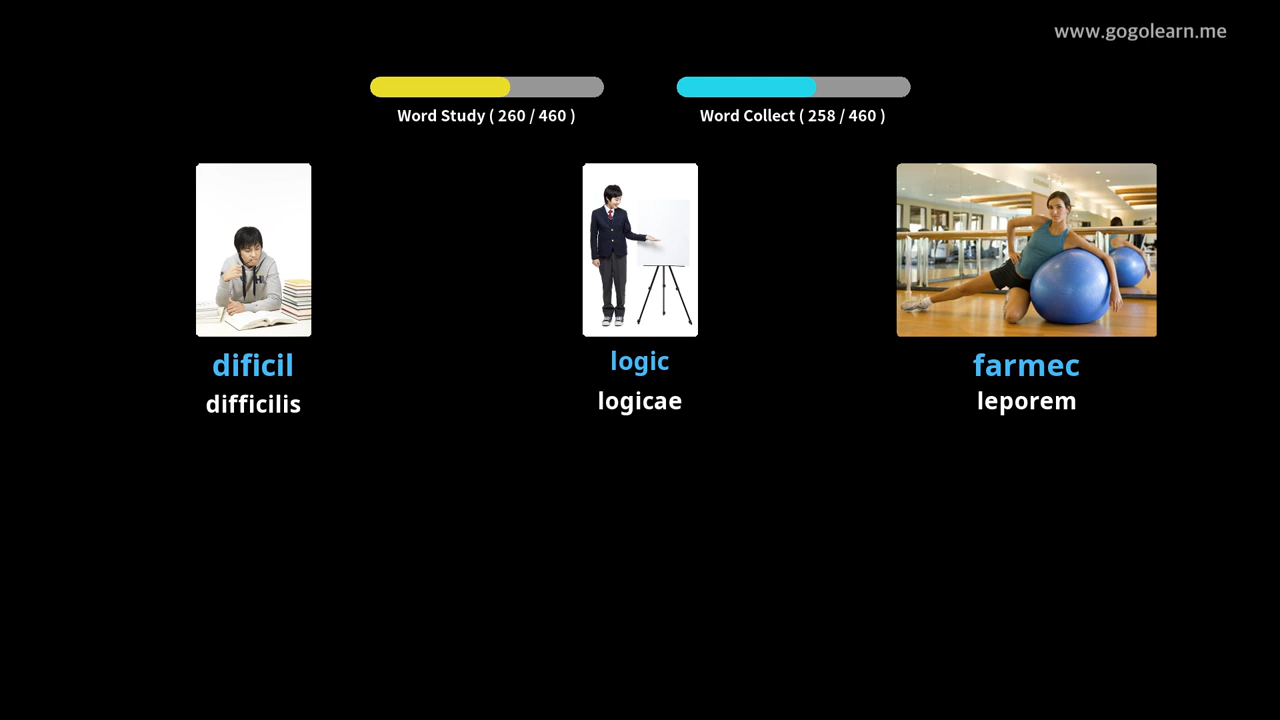 www.gogolearn.me
Word Study ( 260 / 460 )
Word Collect ( 258 / 460 )
dificil
difficilis
logic
logicae
farmec
leporem